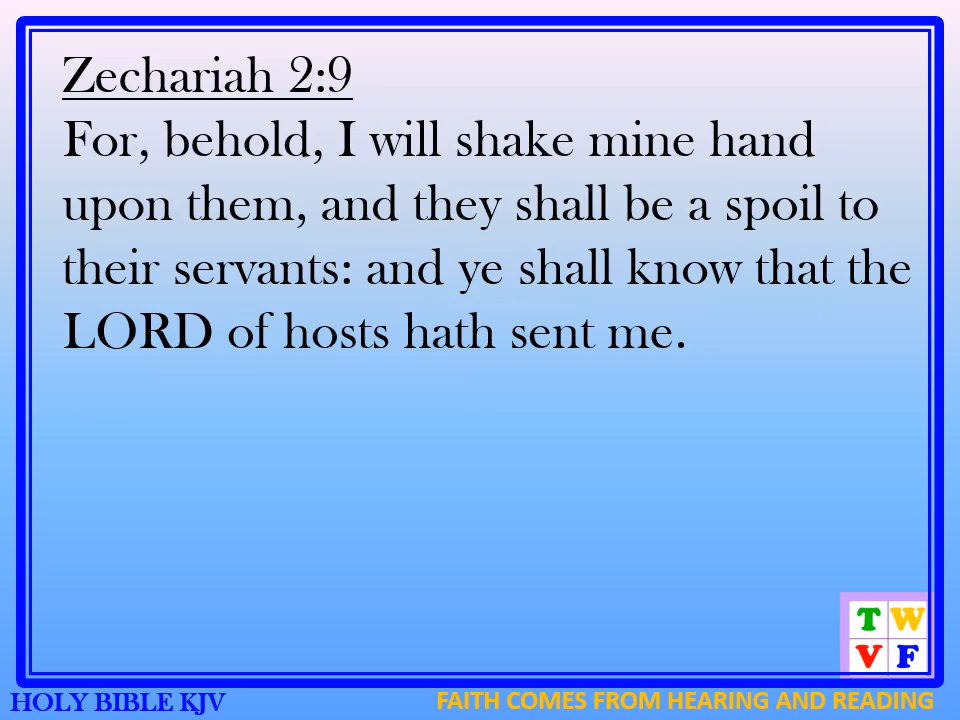 Zechariah 2:9
For, behold, I will shake mine hand
upon them, and they shall be a spoil to
their servants: and ye shall know that the
LORD of hosts hath sent me.
T W
V F
HOLY BIBLE KJV
FAITH COMES FROM HEARING AND READING